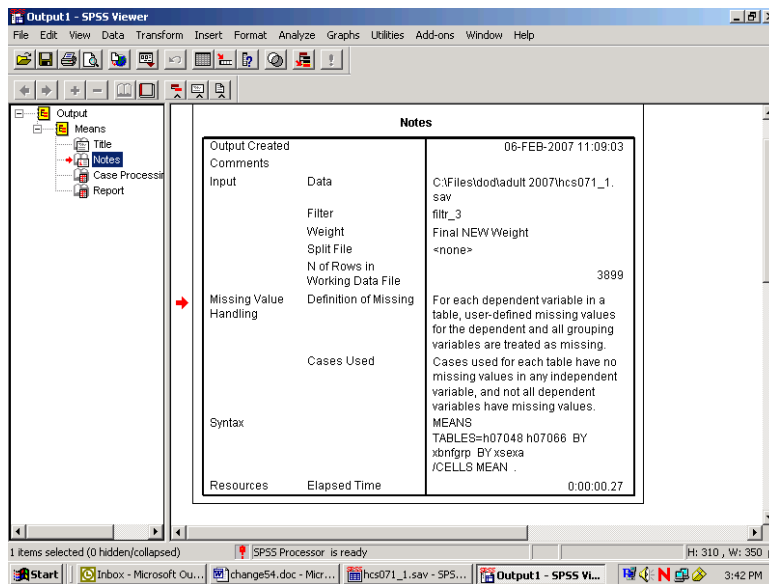 Output1 - SPSS Viewer
File Edit View Data Transform Insert Format Analyze Graphs Utilities Add-ons Window Help
Output
Means
Title
Notes
Case Processin
Report
Notes
Output Created 06-FEB-2007 11:09:03
Comments
Input Data C:\Files\dod\adult 2007\hcs071_1.
sav
Filter filtr_3
Weight Final NEW Weight
Split File <none>
N of Rows in
Working Data File 3899
Missing Value Definition of Missing For each dependent variable in a
Handling table, user-defined missing values
for the dependent and all grouping
variables are treated as missing.
Cases Used Cases used for each table have no
missing values in any independent
variable, and not all dependent
variables have missing values.
Syntax MEANS
TABLES=h07048 h07066 BY
xbnfgrp BY xsexa
/CELLS MEAN .
Resources Elapsed Time 0:00:00.27
1 items selected (0 hidden/collapsed) SPSS Processor is ready H: 310 , W: 350
Start Inbox - Microsoft Ou... change54.doc - Micr... hcs071_1.sav - SPS... Output1 - SPSS Vi... 3:42 PM